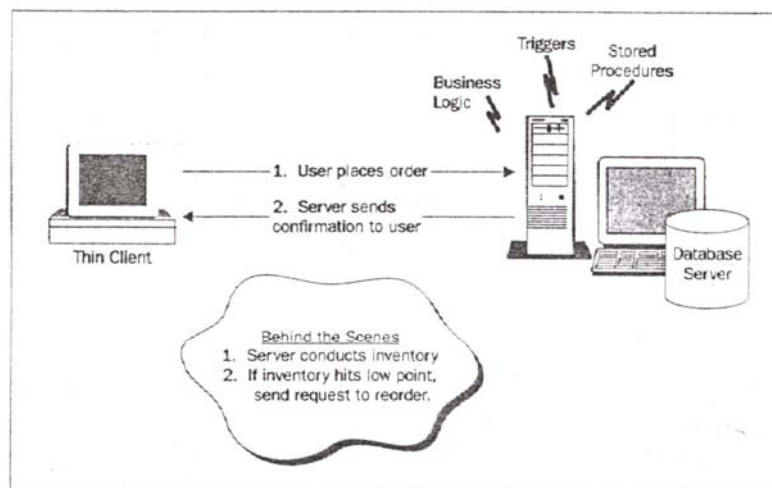 Triggers
Stored
Procedures
Business
Logic
1. User places order
2. Server sends
confirmation to user
Thin Client
Database
Server
Behind the Scenes
1. Server conducts inventory
2. If inventory hits low point,
send request to reorder.